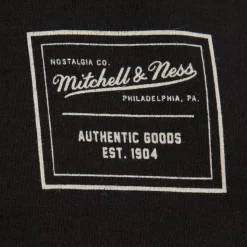 NOSTALGIA CO.
Mitchell & Ness
PHILADELPHIA, PA.
AUTHENTIC GOODS
EST. 1904